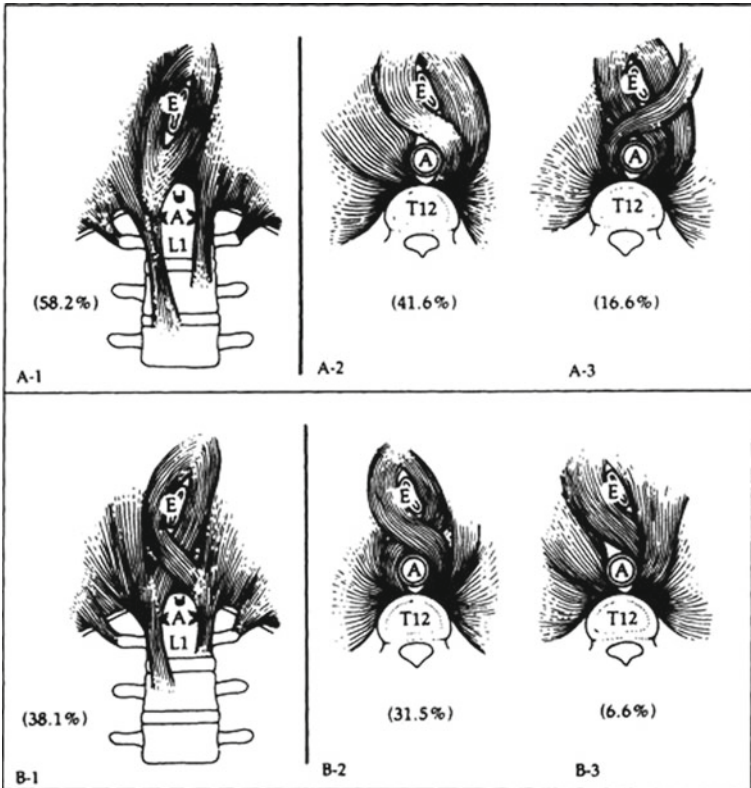 E
A
L1
(58.2%)
A-1
E
A
T12
(41.6%)
A-2
E
A
T12
(16.6%)
A-3
E
A
L1
(38.1%)
B-1
E
A
T12
(31.5%)
B-2
E
A
T12
(6.6%)
B-3